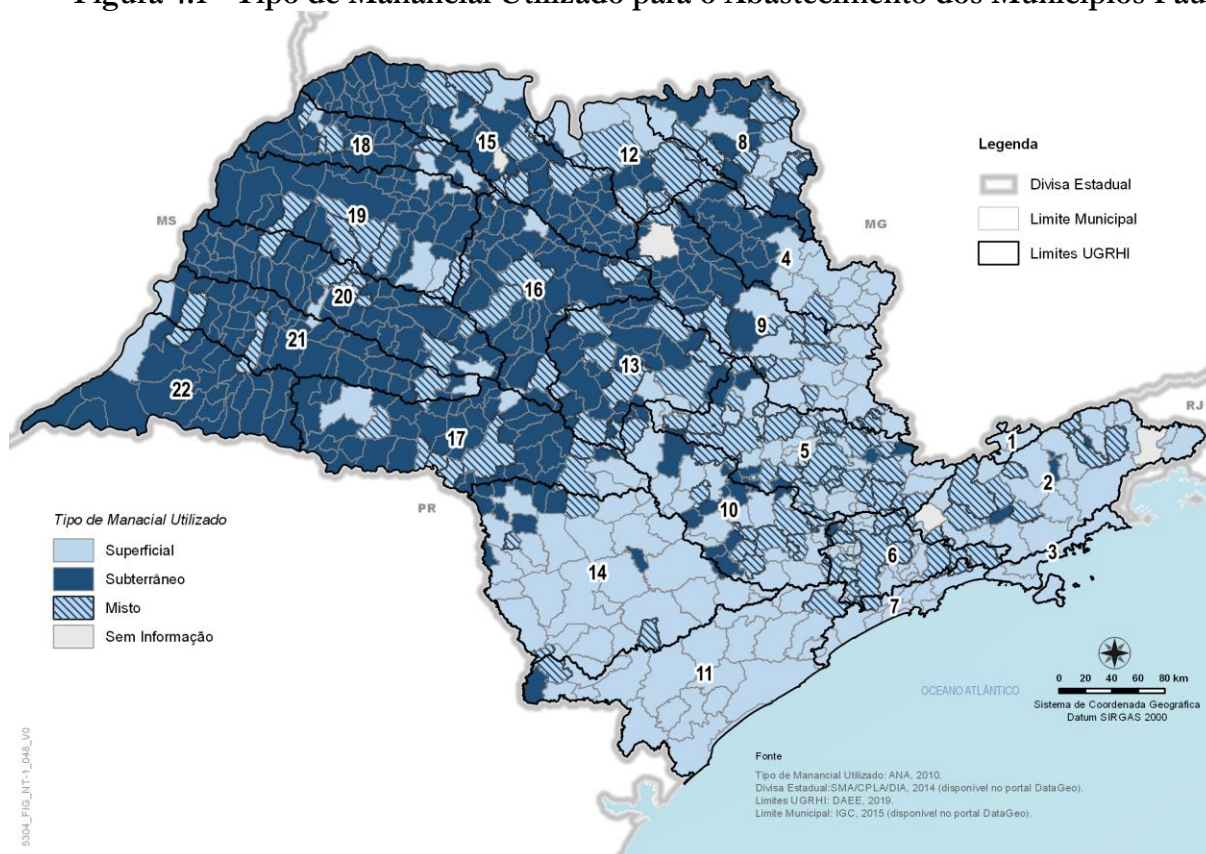 Figura 4.1 - Tipo de Manancial Utilizado para o Abastecimento dos Municípios
MS
MG
RJ
PR
18
15
12
8
19
4
20
16
9
21
13
22
17
5
1
2
10
6
3
14
7
11
Legenda
Divisa Estadual
Limite Municipal
Limites UGRHI
Tipo de Manacial Utilizado
Superficial
Subterrâneo
Misto
Sem Informação
OCEANO ATLÂNTICO
0 20 40 60 80 km
Sistema de Coordenada Geográfica
Datum SIRGAS 2000
Fonte
Tipo de Manancial Utilizado: ANA, 2010.
Divisa Estadual:SMA/CPLA/DIA, 2014 (disponivel no portal DataGeo).
Limites UGRHI: DAEE, 2019.
Limite Municipal: IGC, 2015 (disponivel no portal DataGeo).
5304_FIG_NT-1_048_V0